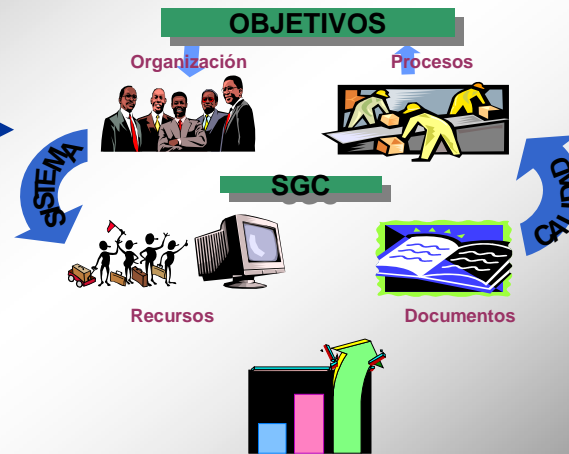 OBJETIVOS
Organización
Procesos
SISTEMA
SGC
CALIDAD
Recursos
Documentos